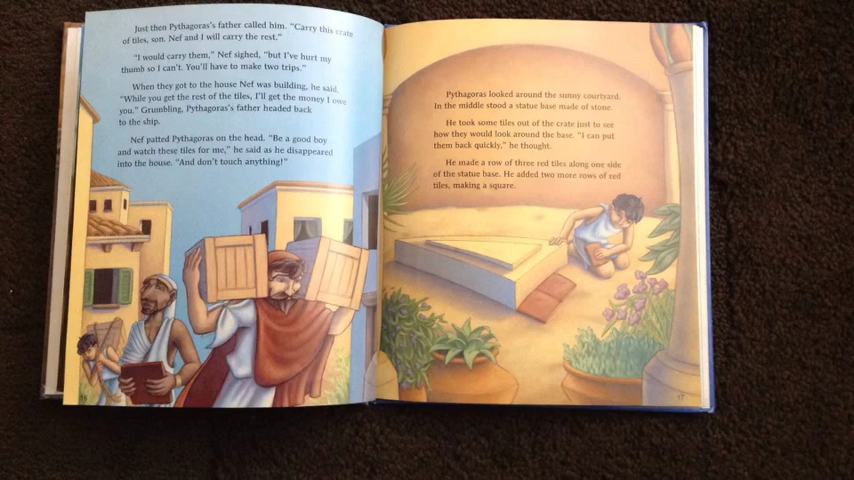 Just then Pythagoras's father called him. "Carry this crate
of tiles, son. Nef and I will carry the rest."
"I would carry them," Nef sighed, "but I've hurt my
thumb so I can't. You'll have to make two trips."
When they got to the house Nef was building, he said,
"While you get the rest of the tiles, I'll get the money I owe
you." Grumbling, Pythagoras's father headed back
to the ship.
Nef patted Pythagoras on the head. "Be a good boy
and watch these tiles for me," he said as he disappeared
into the house. "And don't touch anything!"
Pythagoras looked around the sunny courtyard.
In the middle stood a statue base made of stone.
He took some tiles out of the crate just to see
how they would look around the base. "I can put
them back quickly," he thought.
He made a row of three red tiles along one side
of the statue base. He added two more rows of red
tiles, making a square.
17